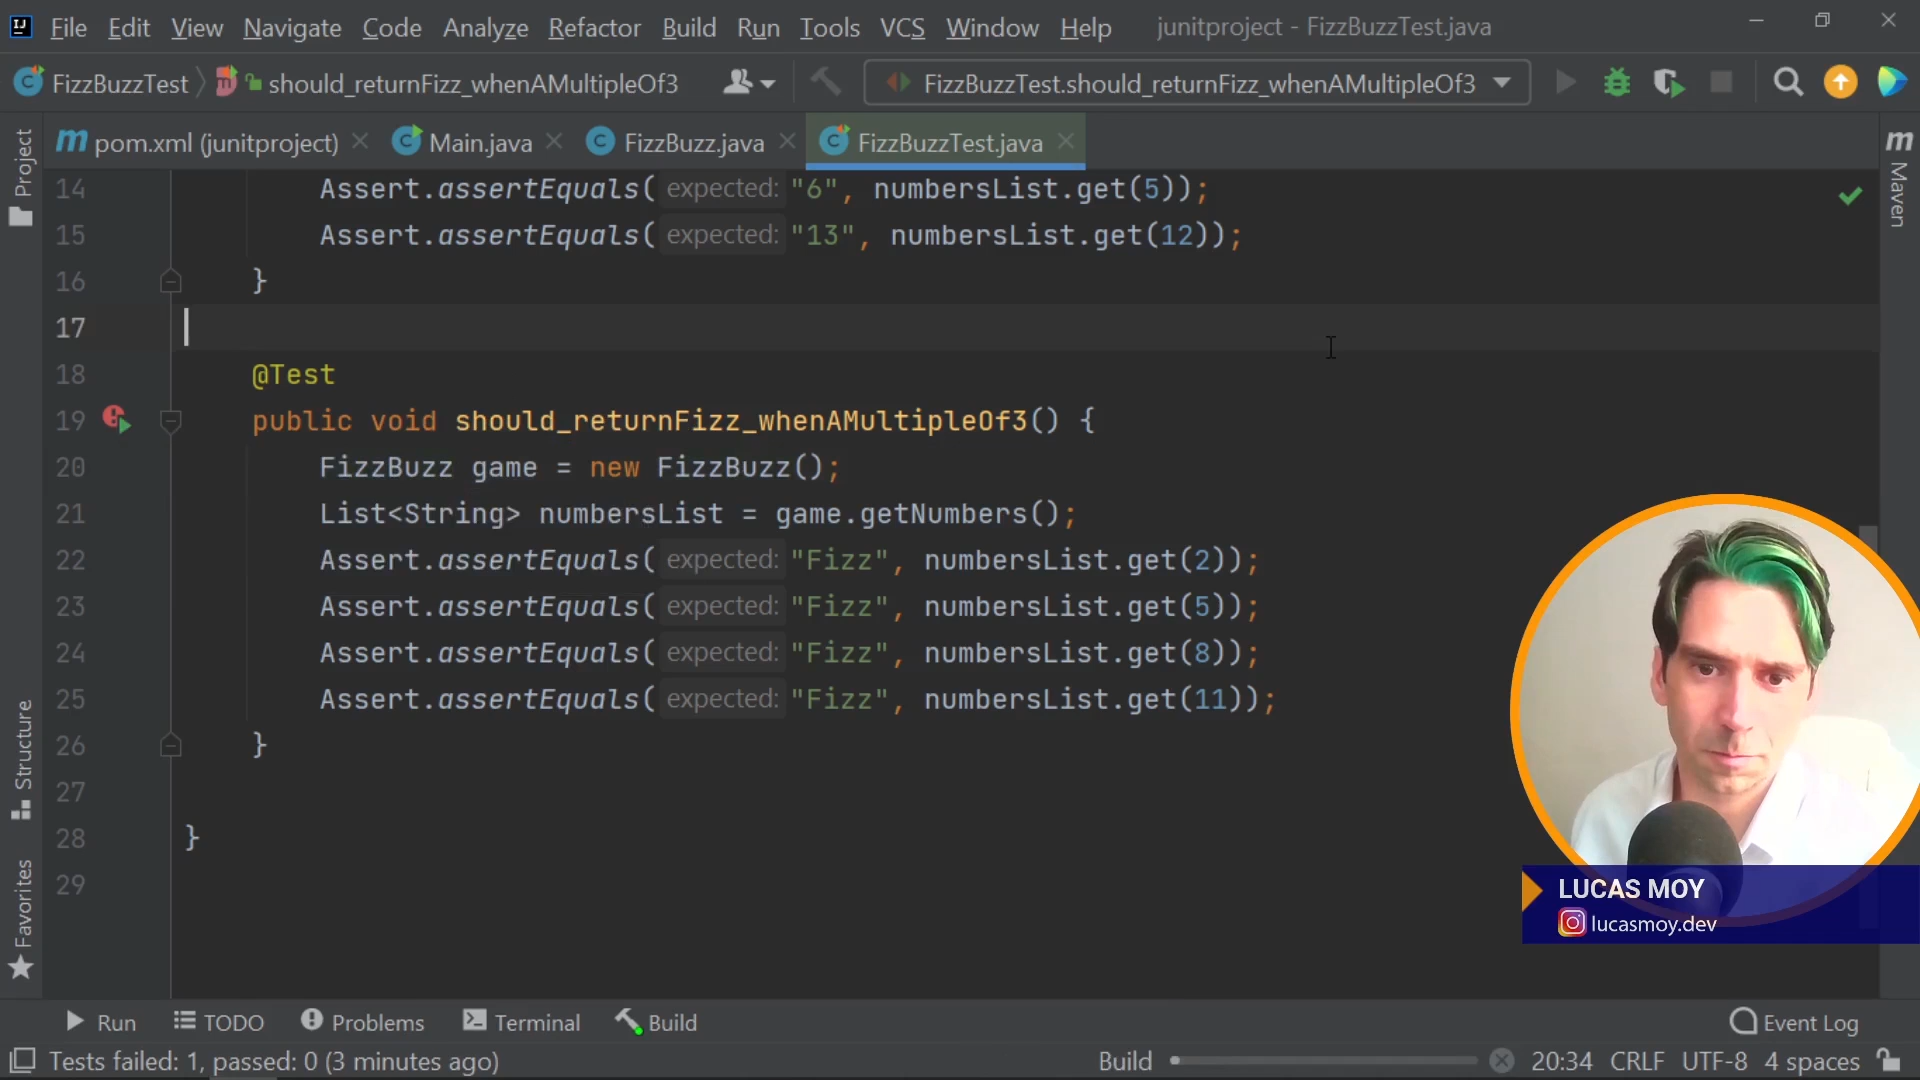 IJ File Edit View Navigate Code Analyze Refactor Build Run Tools VCS Window Help junitproject - FizzBuzzTest.java
C FizzBuzzTest m should_returnFizz_whenAMultipleOf3 FizzBuzzTest.should_returnFizz_whenAMultipleOf3
m pom.xml (junitproject) C Main.java C FizzBuzz.java C FizzBuzzTest.java
Project
Structure
Favorites
m Maven
14 Assert.assertEquals( expected: "6", numbersList.get(5));
15 Assert.assertEquals( expected: "13", numbersList.get(12));
16 }
17
18 @Test
19 public void should_returnFizz_whenAMultipleOf3() {
20 FizzBuzz game = new FizzBuzz();
21 List<String> numbersList = game.getNumbers();
22 Assert.assertEquals( expected: "Fizz", numbersList.get(2));
23 Assert.assertEquals( expected: "Fizz", numbersList.get(5));
24 Assert.assertEquals( expected: "Fizz", numbersList.get(8));
25 Assert.assertEquals( expected: "Fizz", numbersList.get(11));
26 }
27
28 }
29
LUCAS MOY
lucasmoy.dev
Run TODO Problems Terminal Build Event Log
Tests failed: 1, passed: 0 (3 minutes ago) Build 20:34 CRLF UTF-8 4 spaces